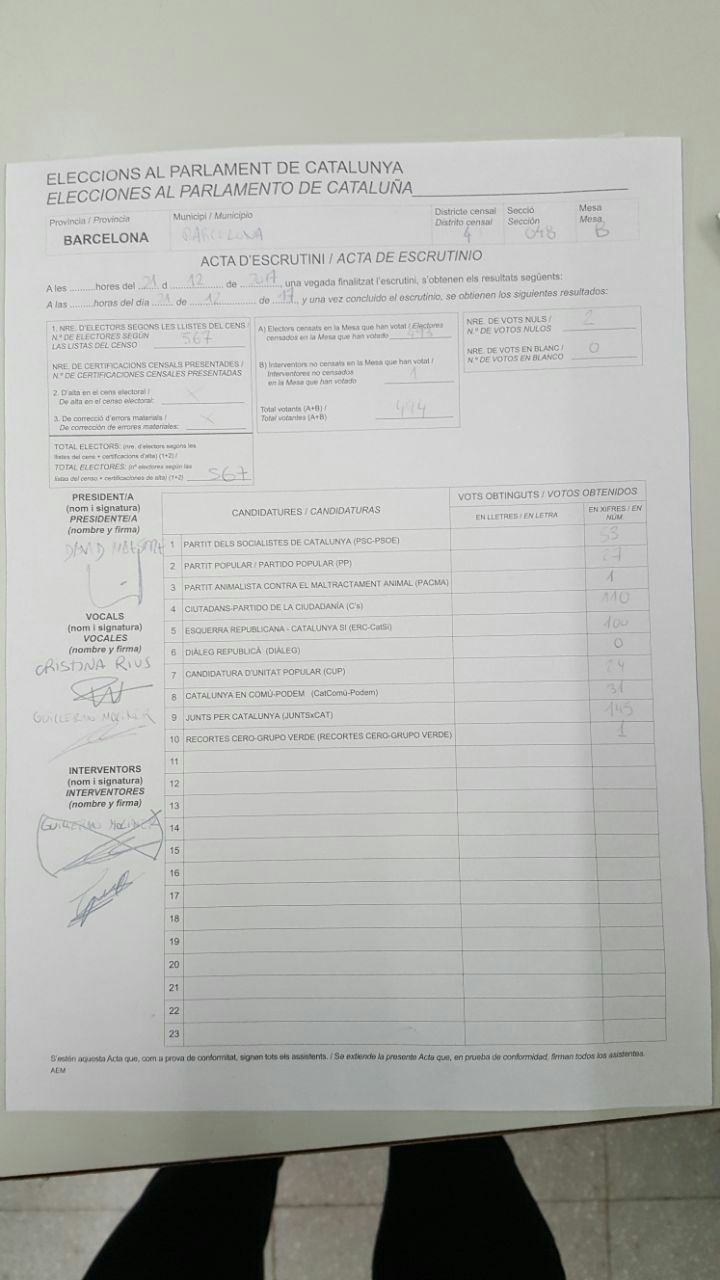 ELECCIONS AL PARLAMENT DE CATALUNYA
ELECCIONES AL PARLAMENTO DE CATALUÑA
Provincia / Provincia
BARCELONA
Municipi / Municipio
BARCELONA
Districte censal
Distrito censal
4
Secció
Sección
048
Mesa
Mesa
B
ACTA D'ESCRUTINI / ACTA DE ESCRUTINIO
A les .........hores del 21 d 12 de 2017, una vegada finalitzat l'escrutini, s'obtenen els resultats següents:
A las .........horas del día 21 de 12 de 17, y una vez concluido el escrutinio, se obtienen los siguientes resultados:
1. NRE. D'ELECTORS SEGONS LES LLISTES DEL CENS /
N.º DE ELECTORES SEGÚN
LAS LISTAS DEL CENSO
567
NRE. DE CERTIFICACIONS CENSALS PRESENTADES /
N.º DE CERTIFICACIONES CENSALES PRESENTADAS
2. D'alta en el cens electoral /
De alta en el censo electoral:
3. De correcció d'errors materials /
De corrección de errores materiales:
TOTAL ELECTORS: (nre. d'electors segons les
llistes del cens + certificacions d'alta) (1+2) /
TOTAL ELECTORES: (nº electores según las
listas del censo + certificaciones de alta) (1+2) 567
A) Electors censats en la Mesa que han votat / Electores
censados en la Mesa que han votado 493
B) Interventors no censats en la Mesa que han votat /
Interventores no censados
en la Mesa que han votado 1
Total votants (A+B) /
Total votantes (A+B) 494
NRE. DE VOTS NULS /
N.º DE VOTOS NULOS 2
NRE. DE VOTS EN BLANC /
N.º DE VOTOS EN BLANCO 0
PRESIDENT/A
(nom i signatura)
PRESIDENTE/A
(nombre y firma)
DAVID
VOCALS
(nom i signatura)
VOCALES
(nombre y firma)
CRISTINA RIUS
GUILLERMO MOLINER
INTERVENTORS
(nom i signatura)
INTERVENTORES
(nombre y firma)
GUILLERMO MOLINER
CANDIDATURES / CANDIDATURAS
VOTS OBTINGUTS / VOTOS OBTENIDOS
EN LLETRES / EN LETRA
EN XIFRES / EN NÚM.
1 PARTIT DELS SOCIALISTES DE CATALUNYA (PSC-PSOE) 53
2 PARTIT POPULAR / PARTIDO POPULAR (PP) 27
3 PARTIT ANIMALISTA CONTRA EL MALTRACTAMENT ANIMAL (PACMA) 1
4 CIUTADANS-PARTIDO DE LA CIUDADANÍA (C's) 110
5 ESQUERRA REPUBLICANA - CATALUNYA SI (ERC-CatSí) 100
6 DIÀLEG REPUBLICÀ (DIÀLEG) 0
7 CANDIDATURA D'UNITAT POPULAR (CUP) 24
8 CATALUNYA EN COMÚ-PODEM (CatComú-Podem) 31
9 JUNTS PER CATALUNYA (JUNTSxCAT) 145
10 RECORTES CERO-GRUPO VERDE (RECORTES CERO-GRUPO VERDE) 1
11
12
13
14
15
16
17
18
19
20
21
22
23
S'estén aquesta Acta que, com a prova de conformitat, signen tots els assistents. / Se extiende la presente Acta que, en prueba de conformidad, firman todos los asistentes.
AEM